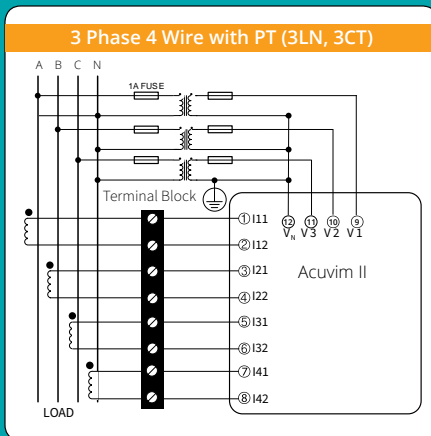 3 Phase 4 Wire with PT (3LN, 3CT)
A B C N
1A FUSE
Terminal Block
12 11 10 9
VN V3 V2 V1
Acuvim II
1 I11
2 I12
3 I21
4 I22
5 I31
6 I32
7 I41
8 I42
LOAD